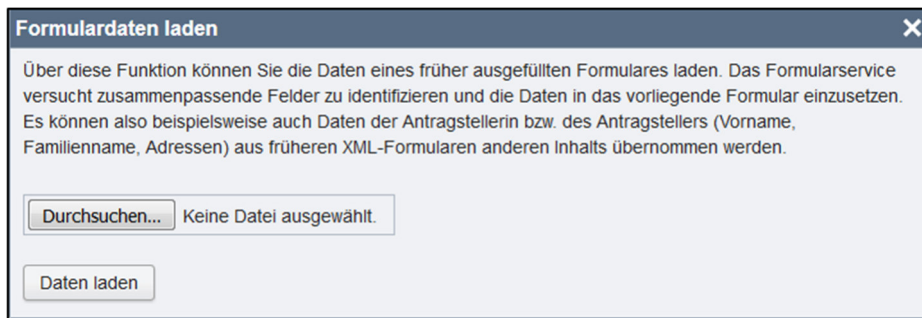 Formulardaten laden
Über diese Funktion können Sie die Daten eines früher ausgefüllten Formulares laden. Das Formularservice
versucht zusammenpassende Felder zu identifizieren und die Daten in das vorliegende Formular einzusetzen.
Es können also beispielsweise auch Daten der Antragstellerin bzw. des Antragstellers (Vorname,
Familienname, Adressen) aus früheren XML-Formularen anderen Inhalts übernommen werden.
Durchsuchen... Keine Datei ausgewählt.
Daten laden